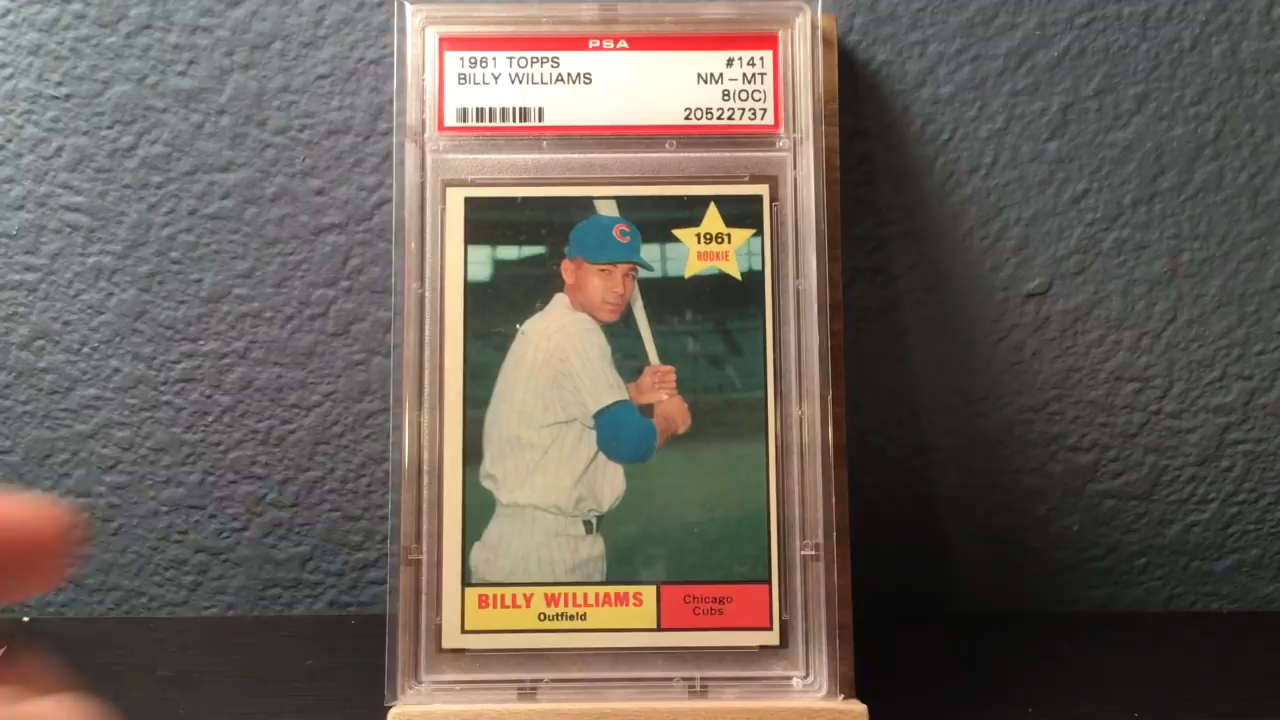 PSA
1961 TOPPS #141
BILLY WILLIAMS NM - MT
8(OC)
20522737
C
1961
ROOKIE
BILLY WILLIAMS
Outfield
Chicago
Cubs